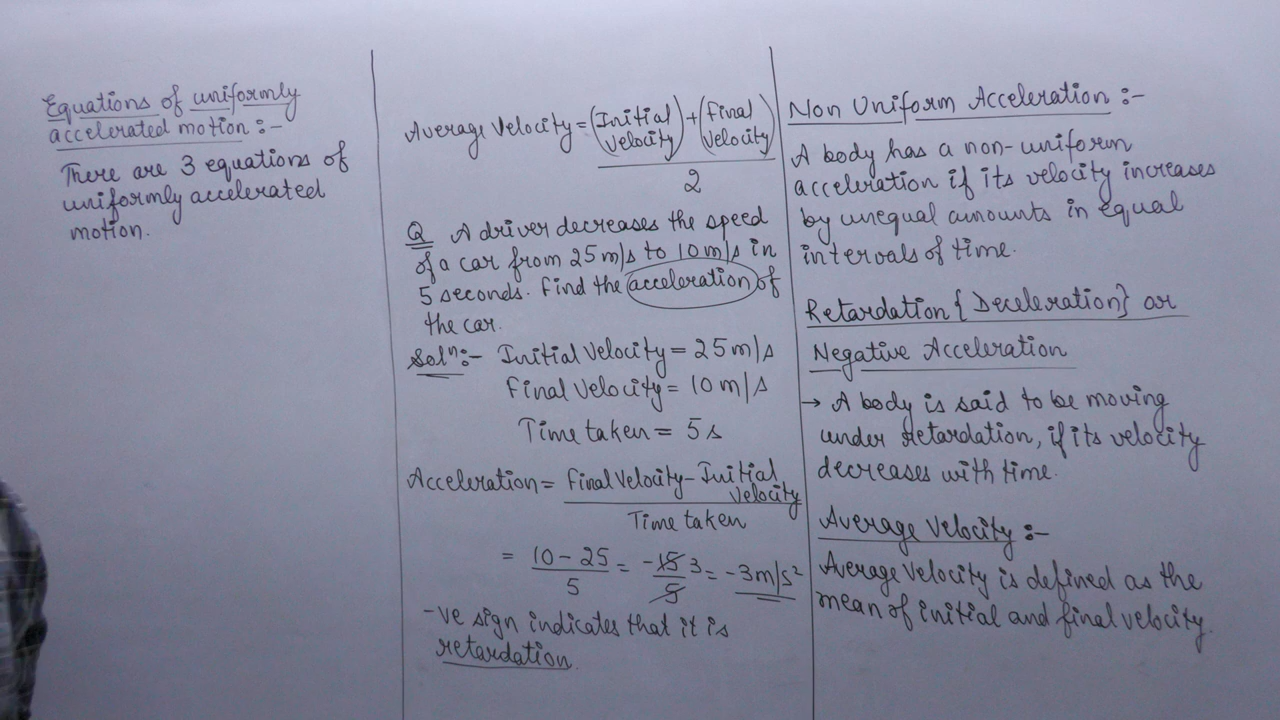 Equations of uniformly
accelerated motion :-
There are 3 equations of
uniformly accelerated
motion.
Average Velocity = (Initial Velocity) + (Final Velocity)
2
Q A driver decreases the speed
of a car from 25 m/s to 10 m/s in
5 seconds. Find the acceleration of
the car.
Solⁿ:- Initial Velocity = 25 m/s
Final Velocity = 10 m/s
Time taken = 5 s
Acceleration = Final Velocity - Initial
Velocity
Time taken
= 10 - 25 = -15 3 = -3 m/s²
5 5
-ve sign indicates that it is
retardation.
Non Uniform Acceleration :-
A body has a non-uniform
acceleration if its velocity increases
by unequal amounts in equal
intervals of time.
Retardation {Deceleration} or
Negative Acceleration
→ A body is said to be moving
under retardation, if its velocity
decreases with time.
Average Velocity :-
Average Velocity is defined as the
mean of initial and final velocity.